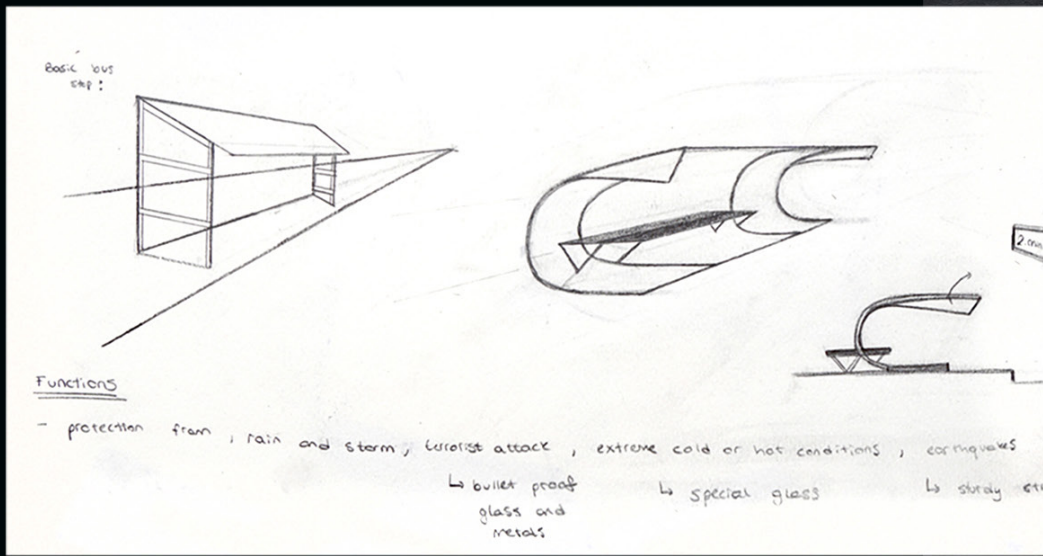 Basic bus
stop :
2.
Functions
- protection from , rain and storm, terrorist attack , extreme cold or hot conditions , earthquakes
↳ bullet proof ↳ special glass ↳ sturdy
glass and
metals